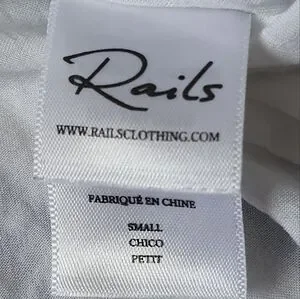 Rails
WWW.RAILSCLOTHING.COM
FABRIQUÉ EN CHINE
SMALL
CHICO
PETIT